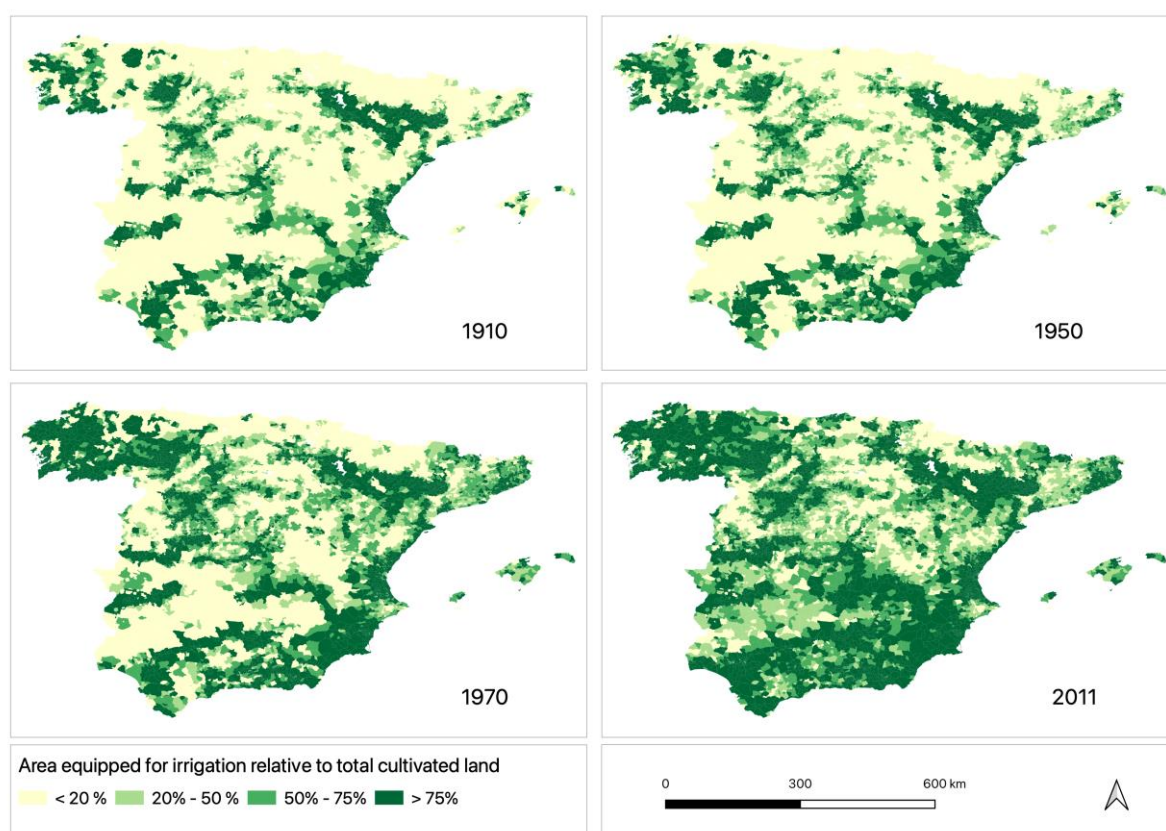 1910
1950
1970
2011
Area equipped for irrigation relative to total cultivated land
< 20 % 20% - 50 % 50% - 75% > 75%
0 300 600 km